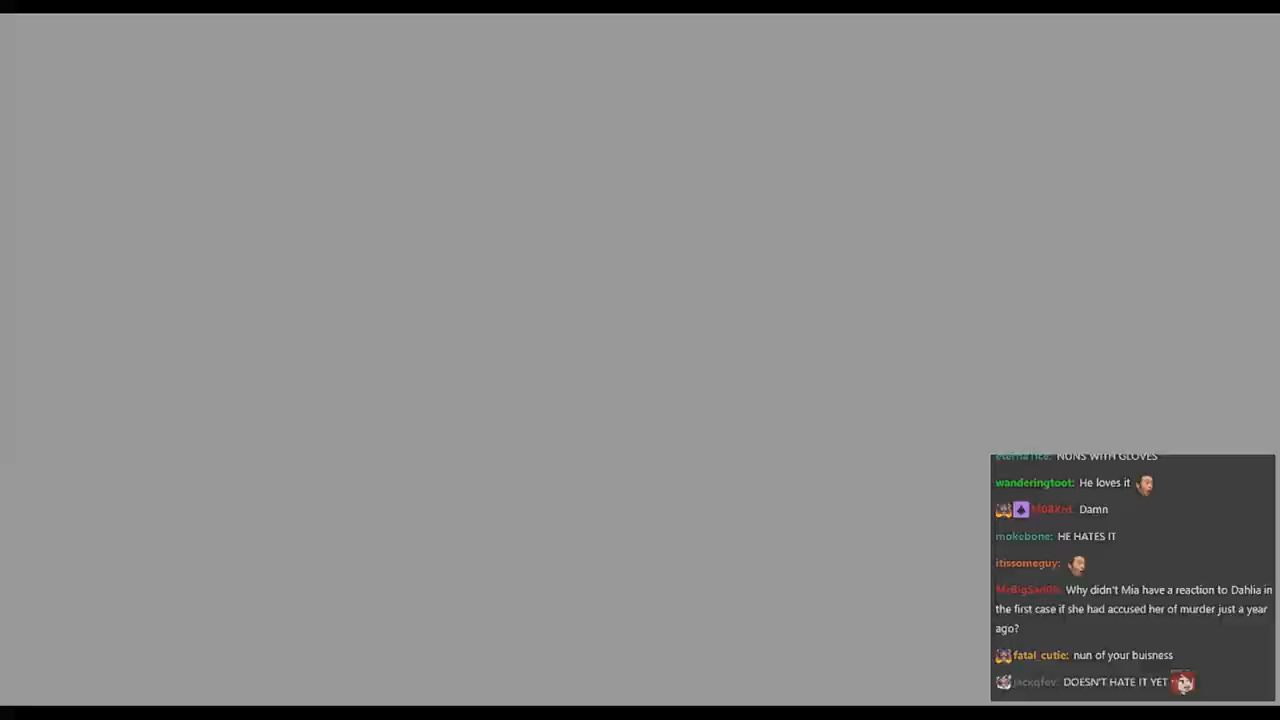 NUNS WITH GLOVES
wanderingtoot: He loves it
Damn
mokebone: HE HATES IT
itissomeguy:
Why didn't Mia have a reaction to Dahlia in
the first case if she had accused her of murder just a year
ago?
fatal_cutie: nun of your buisness
jackqfev: DOESN'T HATE IT YET